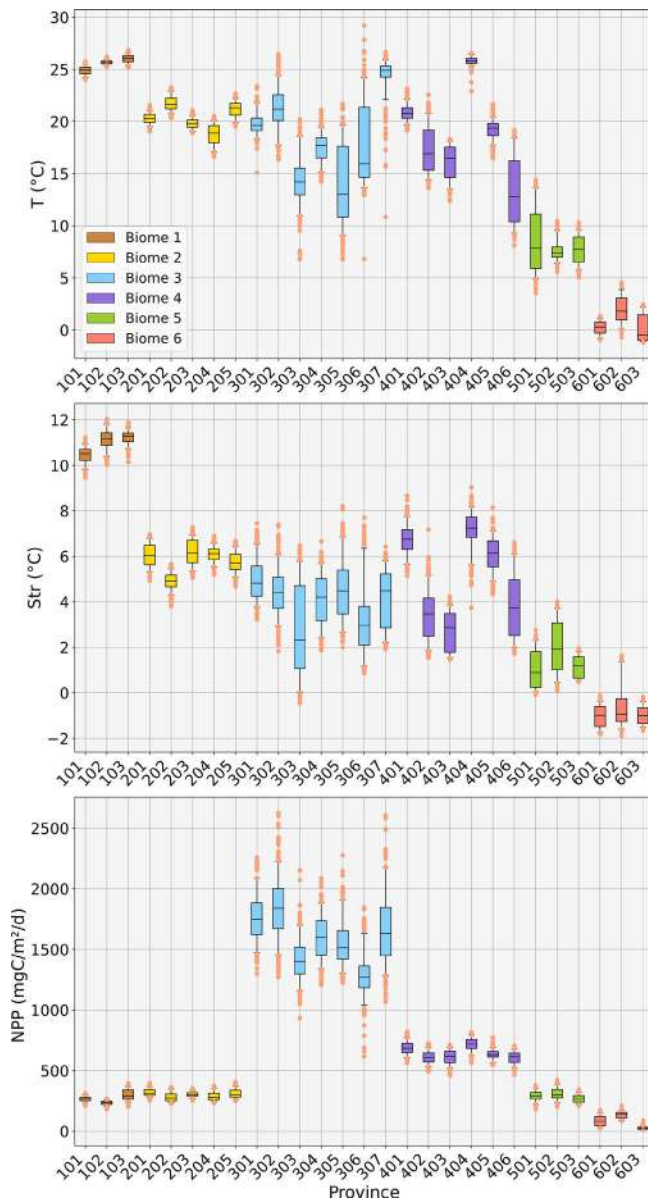 30
25
20
15
10
5
0
T (°C)
Biome 1
Biome 2
Biome 3
Biome 4
Biome 5
Biome 6
101 102 103 201 202 203 204 205 301 302 303 304 305 306 307 401 402 403 404 405 406 501 502 503 601 602 603
12
10
8
6
4
2
0
−2
Str (°C)
101 102 103 201 202 203 204 205 301 302 303 304 305 306 307 401 402 403 404 405 406 501 502 503 601 602 603
2500
2000
1500
1000
500
0
NPP (mgC/m²/d)
101 102 103 201 202 203 204 205 301 302 303 304 305 306 307 401 402 403 404 405 406 501 502 503 601 602 603
Province